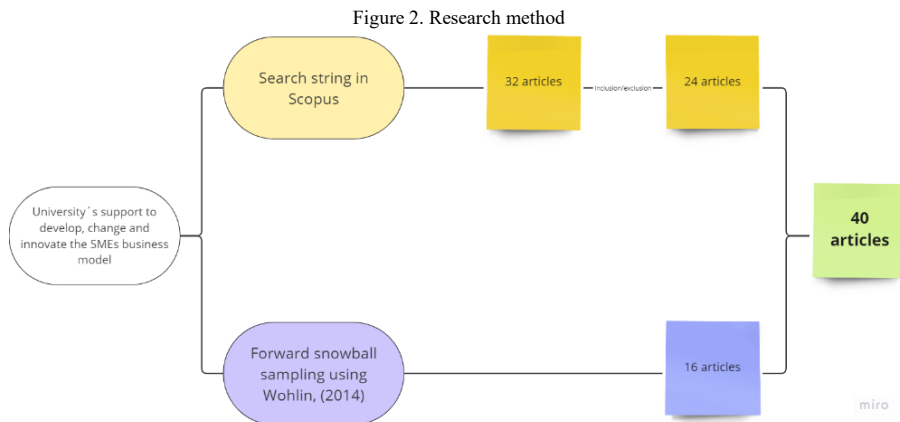 Figure 2. Research method
Search string in
Scopus
32 articles
Inclusion/exclusion
24 articles
University´s support to
develop, change and
innovate the SMEs business
model
40
articles
Forward snowball
sampling using
Wohlin, (2014)
16 articles
miro